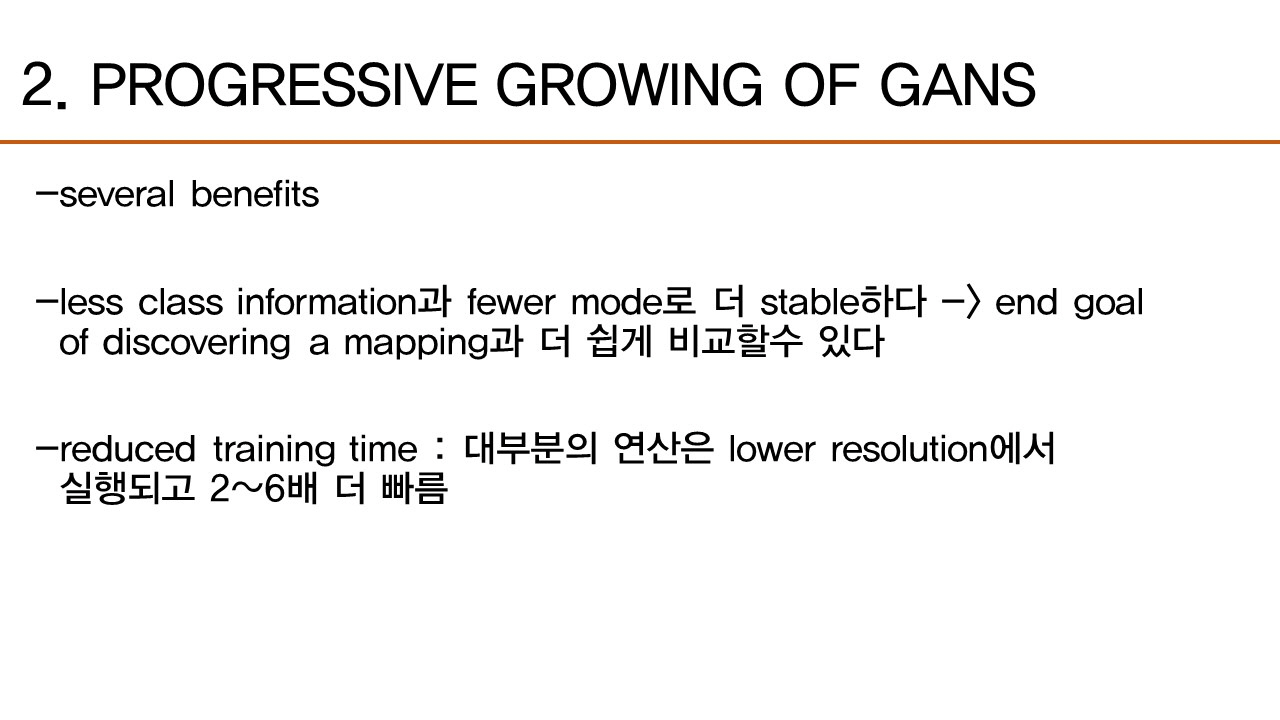 2. PROGRESSIVE GROWING OF GANS
-several benefits
-less class information과 fewer mode로 더 stable하다 -> end goal
of discovering a mapping과 더 쉽게 비교할수 있다
-reduced training time : 대부분의 연산은 lower resolution에서
실행되고 2~6배 더 빠름